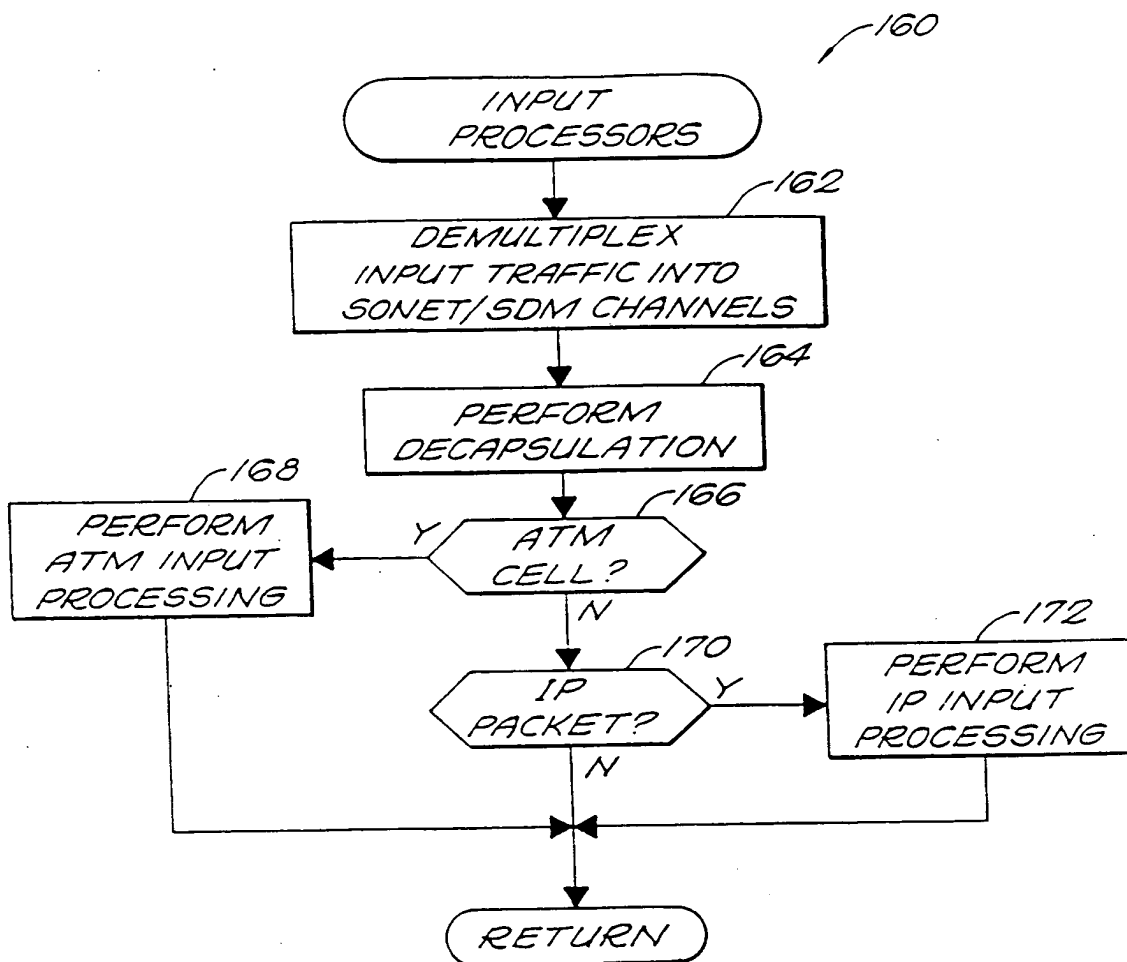 160
INPUT
PROCESSORS
162
DEMULTIPLEX
INPUT TRAFFIC INTO
SONET/SDM CHANNELS
164
PERFORM
DECAPSULATION
166
ATM
CELL?
Y
N
168
PERFORM
ATM INPUT
PROCESSING
170
IP
PACKET?
Y
N
172
PERFORM
IP INPUT
PROCESSING
RETURN